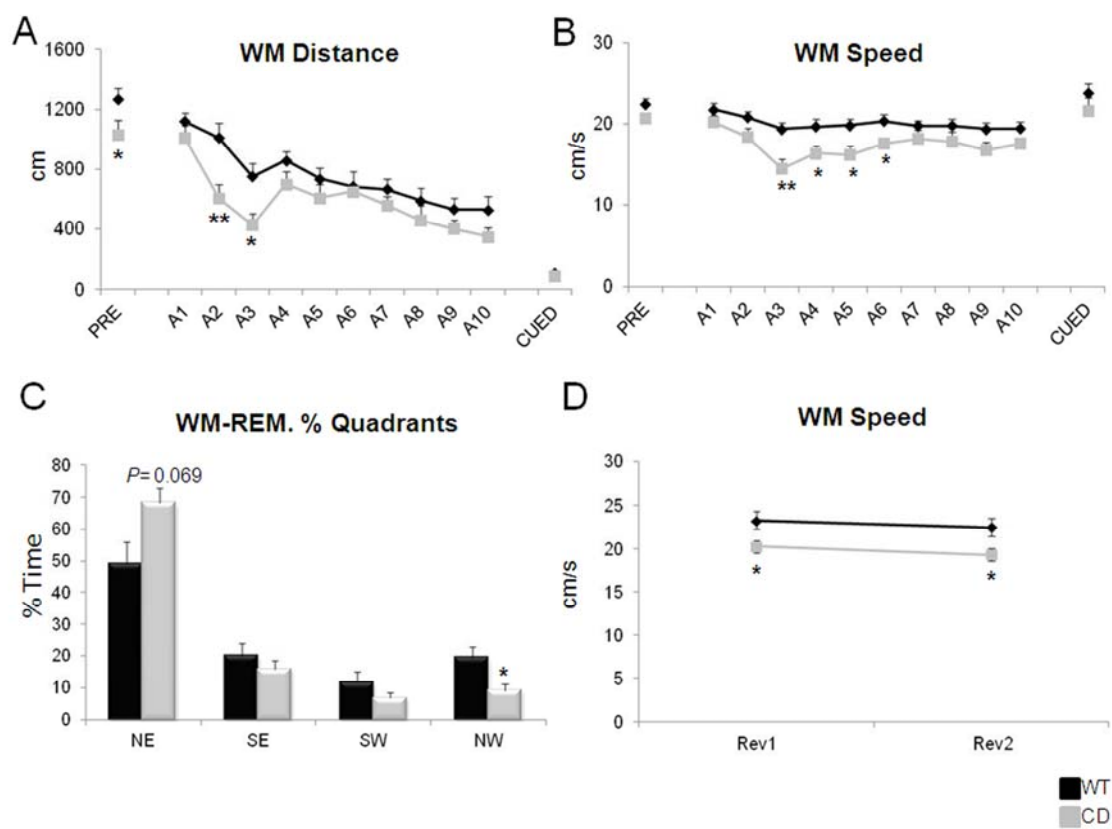 A
WM Distance
1600
1200
800
400
0
cm
*
**
*
PRE
A1
A2
A3
A4
A5
A6
A7
A8
A9
A10
CUED
B
WM Speed
30
20
10
0
cm/s
**
*
*
*
PRE
A1
A2
A3
A4
A5
A6
A7
A8
A9
A10
CUED
C
WM-REM. % Quadrants
80
70
60
50
40
30
20
10
0
% Time
P= 0.069
*
NE
SE
SW
NW
D
WM Speed
30
25
20
15
10
5
0
cm/s
*
*
Rev1
Rev2
WT
CD